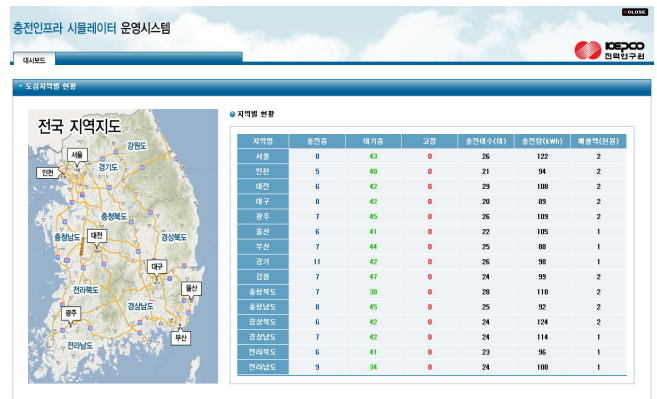 CLOSE
충전인프라 시뮬레이터 운영시스템
KEPCO
전력연구원
대시보드
도심지역별 현황
전국 지역지도
서울
인천
강원도
경기도
충청북도
충청남도
대전
경상북도
대구
전라북도
울산
경상남도
광주
부산
전라남도
지역별 현황
지역명 충전중 대기중 고장 충전대수(대) 충전량(kWh) 매출액(천원)
서울 8 43 0 26 122 2
인천 5 40 0 21 94 2
대전 6 42 0 29 108 2
대구 8 42 0 20 89 2
광주 7 45 0 26 109 2
울산 6 41 0 22 105 1
부산 7 44 0 25 88 1
경기 11 42 0 26 98 1
강원 7 47 0 24 99 2
충청북도 7 38 0 28 118 2
충청남도 8 45 0 25 92 2
경상북도 6 42 0 24 124 2
경상남도 7 42 0 24 114 1
전라북도 6 41 0 23 96 1
전라남도 9 34 0 24 108 1